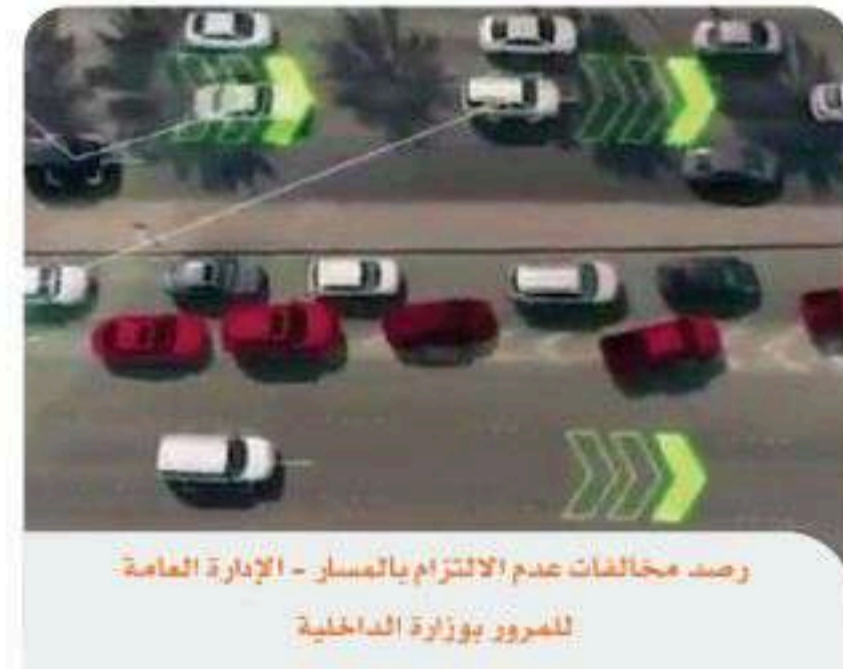 رصد مخالفات عدم الالتزام بالمسار - الإدارة العامة
للمرور بوزارة الداخلية